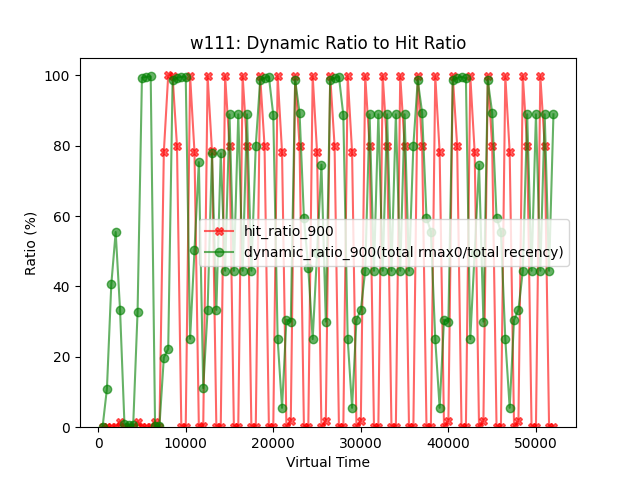 w111: Dynamic Ratio to Hit Ratio
100
80
60
40
20
0
Ratio (%)
hit_ratio_900
dynamic_ratio_900(total rmax0/total recency)
0
10000
20000
30000
40000
50000
Virtual Time